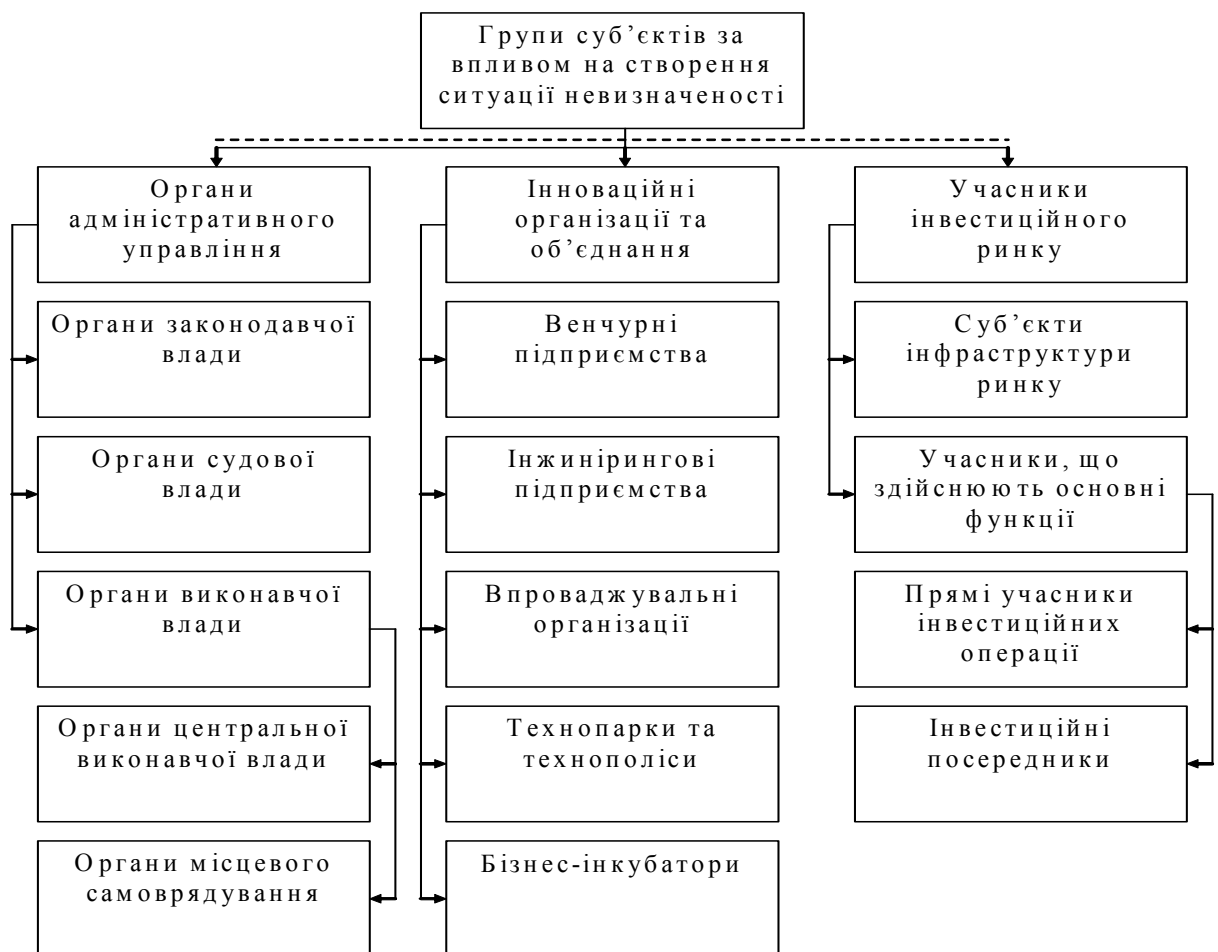 Групи суб’єктів за
впливом на створення
ситуації невизначеності
Органи
адміністративного
управління
Органи законодавчої
влади
Органи судової
влади
Органи виконавчої
влади
Органи центральної
виконавчої влади
Органи місцевого
самоврядування
Інноваційні
організації та
об’єднання
Венчурні
підприємства
Інжинірингові
підприємства
Впроваджувальні
організації
Технопарки та
технополіси
Бізнес-інкубатори
Учасники
інвестиційного
ринку
Суб’єкти
інфраструктури
ринку
Учасники, що
здійснюють основні
функції
Прямі учасники
інвестиційних
операції
Інвестиційні
посередники